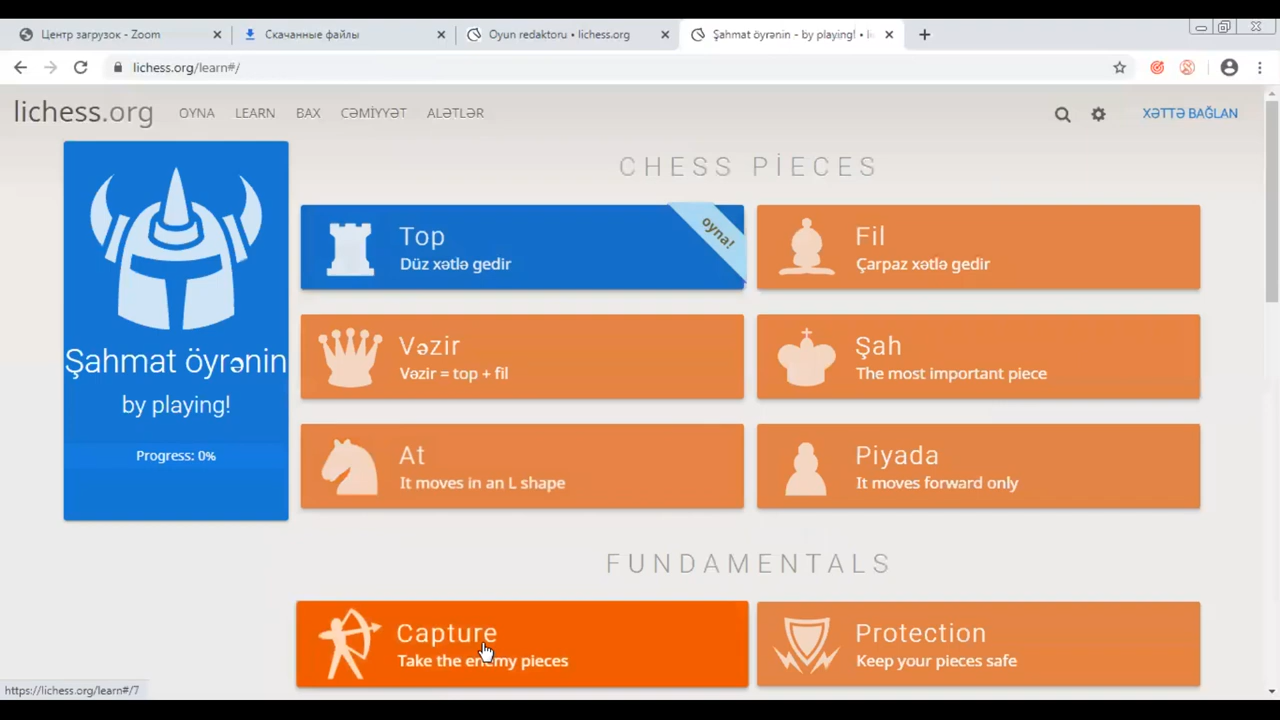 Центр загрузок - Zoom
Скачанные файлы
Oyun redaktoru • lichess.org
Şahmat öyrənin - by playing! • li
lichess.org/learn#/
lichess.org
OYNA
LEARN
BAX
CƏMİYYƏT
ALƏTLƏR
XƏTTƏ BAĞLAN
Şahmat öyrənin
by playing!
Progress: 0%
CHESS PİECES
Top
Düz xətlə gedir
oyna!
Fil
Çarpaz xətlə gedir
Vəzir
Vəzir = top + fil
Şah
The most important piece
At
It moves in an L shape
Piyada
It moves forward only
FUNDAMENTALS
Capture
Take the enemy pieces
Protection
Keep your pieces safe
https://lichess.org/learn#/7